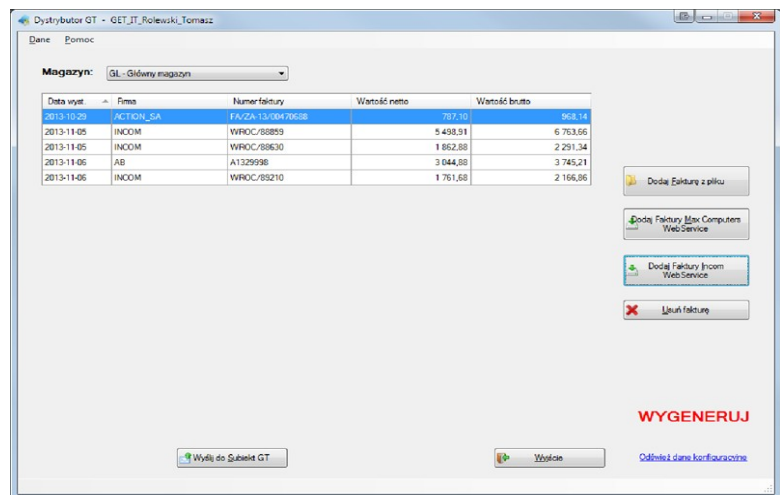 Dystrybutor GT - GET_IT_Rolewski_Tomasz
Dane Pomoc
Magazyn: GL - Główny magazyn
Data wyst. Firma Numer faktury Wartość netto Wartość brutto
2013-10-29 ACTION_SA FA/ZA-13/00470688 787,10 968,14
2013-11-05 INCOM WROC/88859 5 498,91 6 763,66
2013-11-05 INCOM WROC/88630 1 862,88 2 291,34
2013-11-06 AB A1329998 3 044,88 3 745,21
2013-11-06 INCOM WROC/89210 1 761,68 2 166,86
Dodaj Fakturę z pliku
Dodaj Faktury Max Computers
WebService
Dodaj Faktury Incom
WebService
Usuń fakturę
WYGENERUJ
Wyślij do Subiekt GT Wyjście Odśwież dane konfiguracyjne